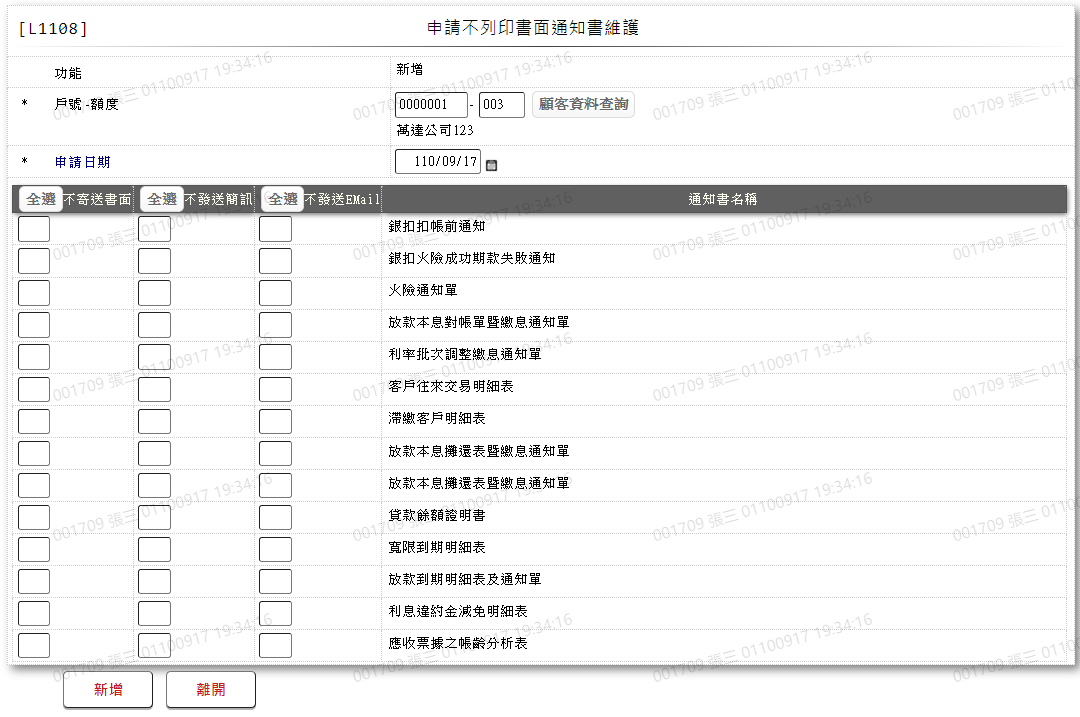 [L1108] 申請不列印書面通知書維護
功能 新增
* 戶號 -額度 0000001 - 003 顧客資料查詢
萬達公司123
* 申請日期 110/09/17
全選 不寄送書面 全選 不發送簡訊 全選 不發送EMail 通知書名稱
銀扣扣帳前通知
銀扣火險成功期款失敗通知
火險通知單
放款本息對帳單暨繳息通知單
利率批次調整繳息通知單
客戶往來交易明細表
滯繳客戶明細表
放款本息攤還表暨繳息通知單
放款本息攤還表暨繳息通知單
貸款餘額證明書
寬限到期明細表
放款到期明細表及通知單
利息違約金減免明細表
應收票據之帳齡分析表
新增 離開
001709 張三 01100917 19:34:16